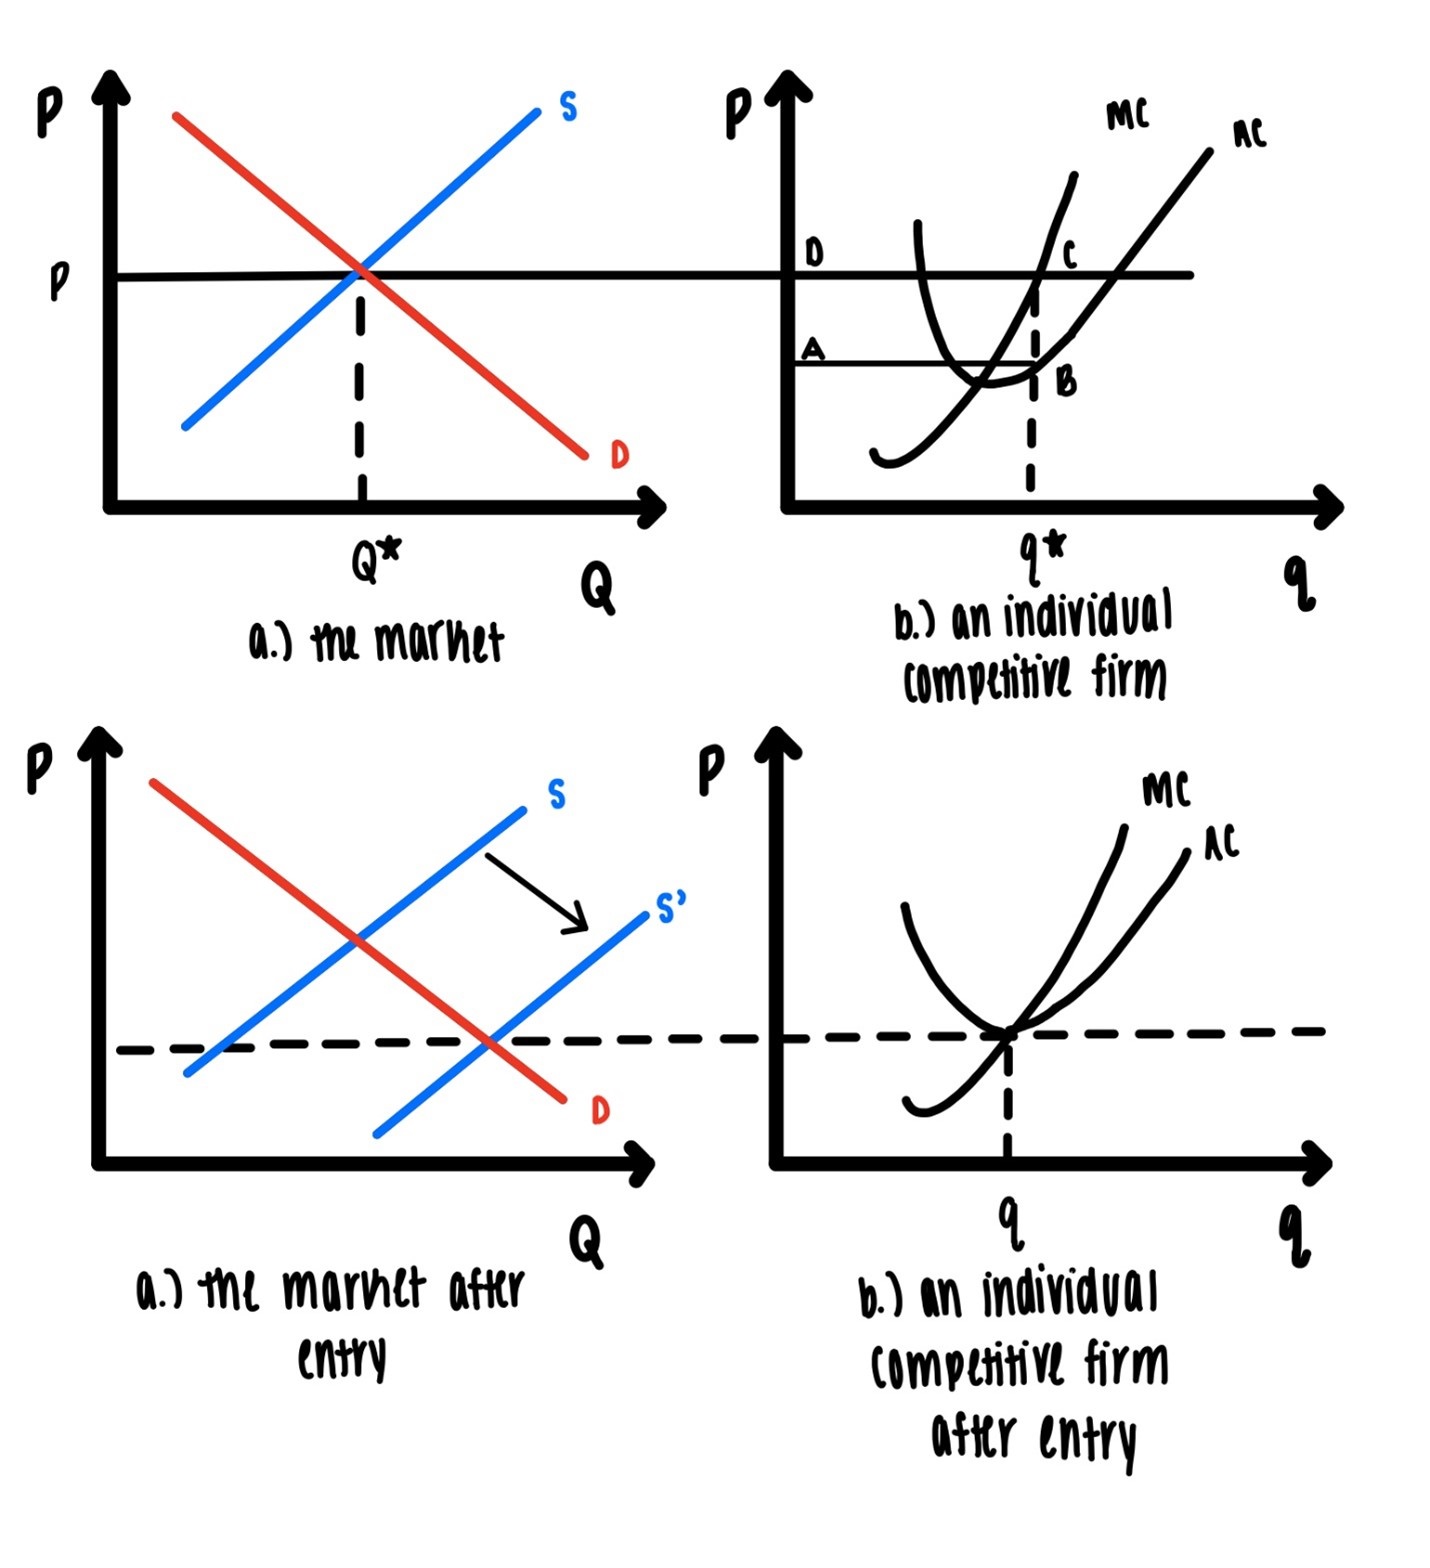 P
S
P
D
Q*
Q
a.) the market
P
MC
AC
D
C
A
B
q*
q
b.) an individual
competitive firm
P
S
S'
D
Q
a.) the market after
entry
P
MC
AC
q
q
b.) an individual
competitive firm
after entry